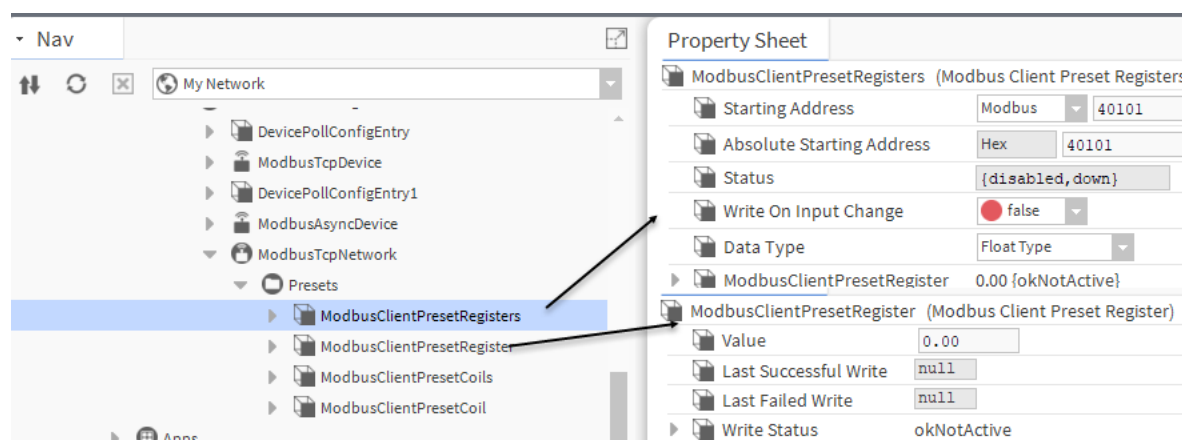 Nav
My Network
DevicePollConfigEntry
ModbusTcpDevice
DevicePollConfigEntry1
ModbusAsyncDevice
ModbusTcpNetwork
Presets
ModbusClientPresetRegisters
ModbusClientPresetRegister
ModbusClientPresetCoils
ModbusClientPresetCoil
Apps
Property Sheet
ModbusClientPresetRegisters (Modbus Client Preset Registers
Starting Address Modbus 40101
Absolute Starting Address Hex 40101
Status {disabled,down}
Write On Input Change false
Data Type Float Type
ModbusClientPresetRegister 0.00 {okNotActive}
ModbusClientPresetRegister (Modbus Client Preset Register)
Value 0.00
Last Successful Write null
Last Failed Write null
Write Status okNotActive